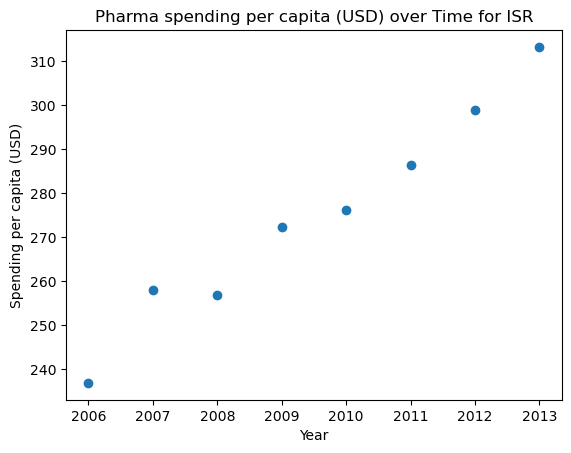 Pharma spending per capita (USD) over Time for ISR
Spending per capita (USD)
310
300
290
280
270
260
250
240
2006 2007 2008 2009 2010 2011 2012 2013
Year